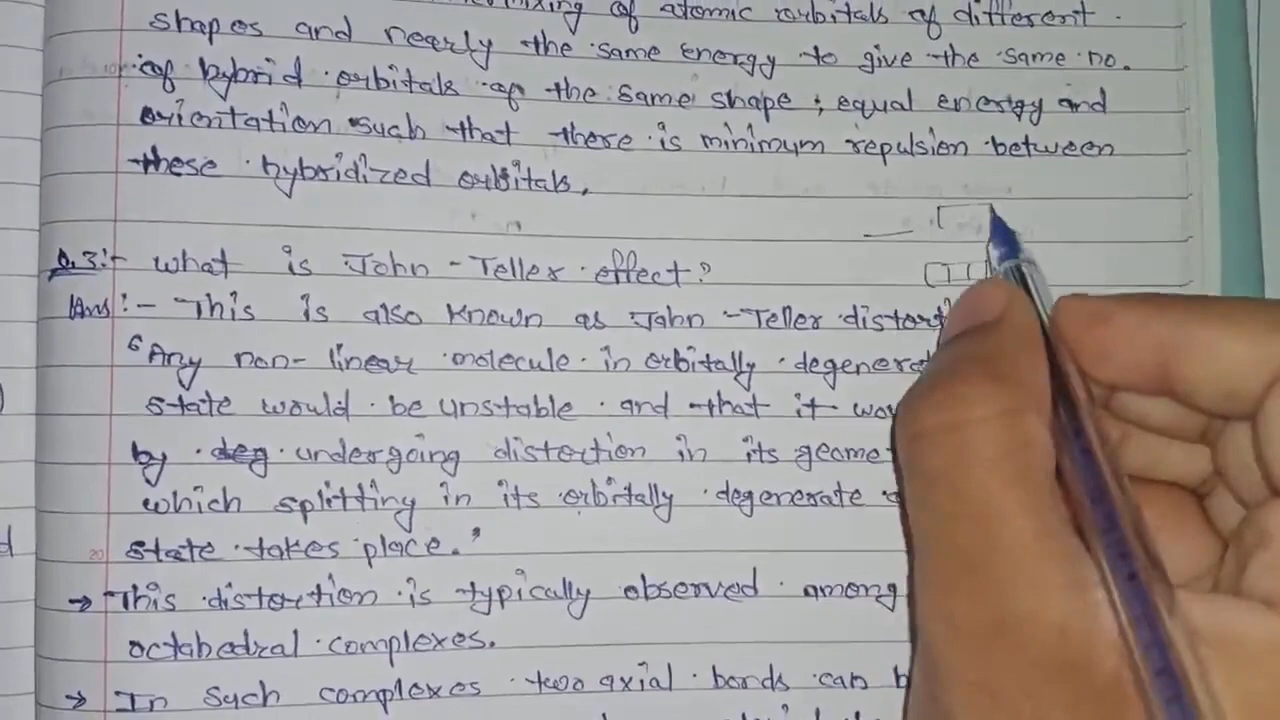 mixing of atomic orbitals of different
shapes and nearly the same energy to give the same no.
of hybrid orbitals of the same shape, equal energy and
orientation such that there is minimum repulsion between
these hybridized orbitals.
Q.3:- What is John-Teller effect?
Ans:- This is also known as John-Teller distort
"Any non-linear molecule in orbitally degenerat
state would be unstable and that it wo
by deg undergoing distortion in its geome
which splitting in its orbitally degenerate
state takes place."
20
→ This distortion is typically observed among
octahedral complexes.
→ In such complexes two axial bonds can b